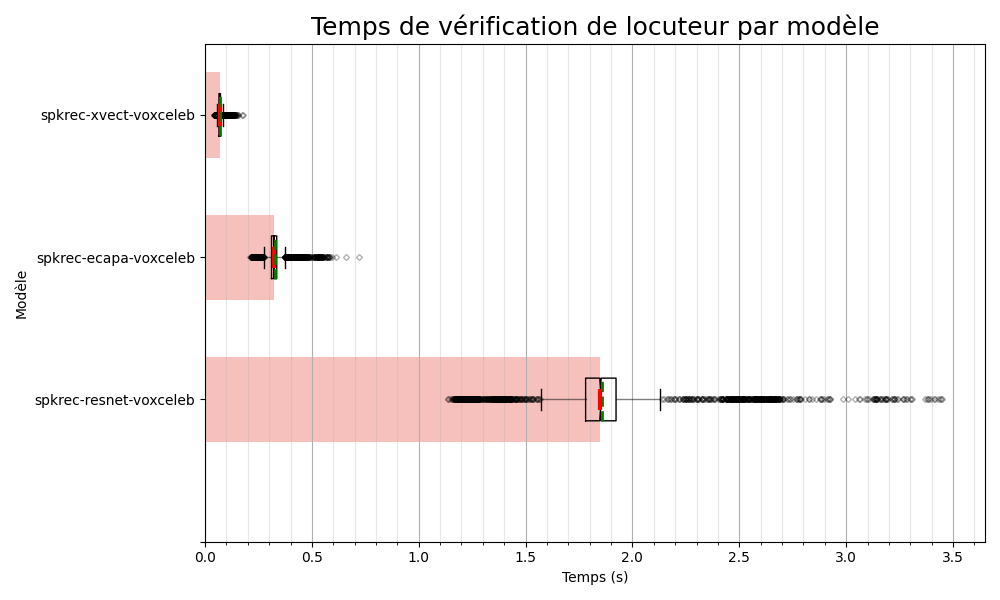 Temps de vérification de locuteur par modèle
spkrec-xvect-voxceleb
spkrec-ecapa-voxceleb
spkrec-resnet-voxceleb
Modèle
0.0 0.5 1.0 1.5 2.0 2.5 3.0 3.5
Temps (s)